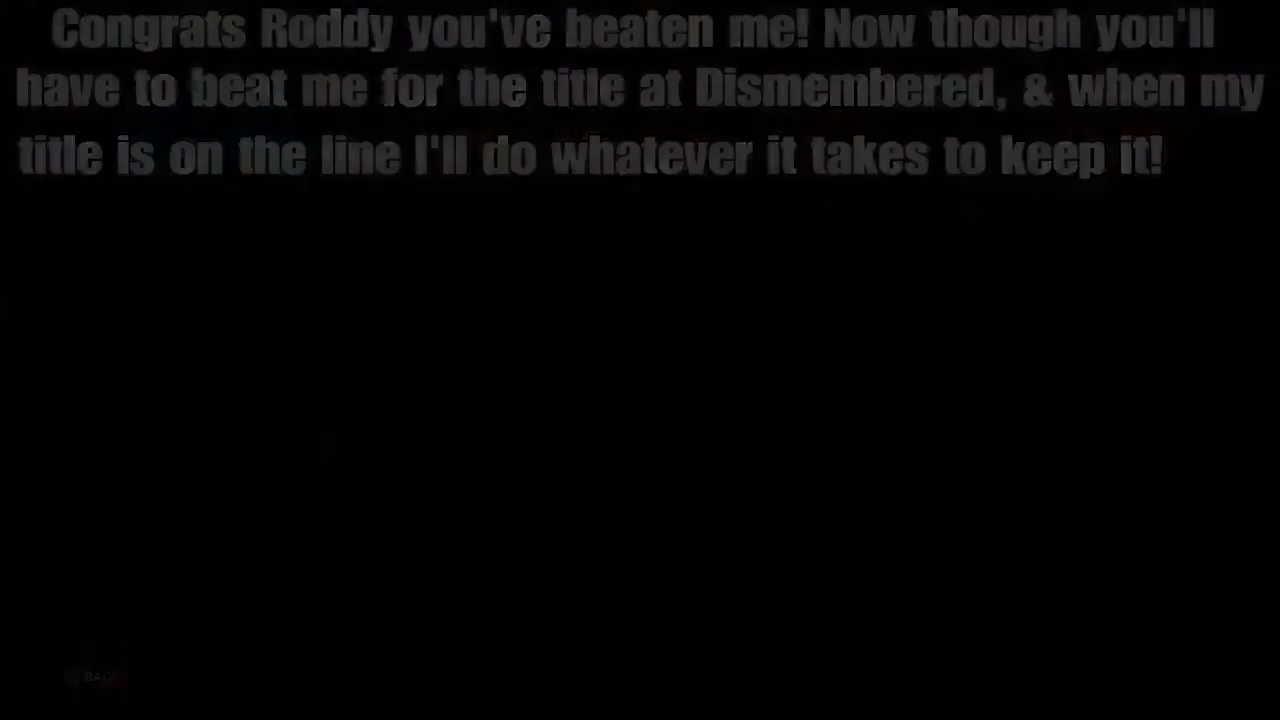 Congrats Roddy you've beaten me! Now though you'll
have to beat me for the title at Dismembered, & when my
title is on the line I'll do whatever it takes to keep it!
BACK